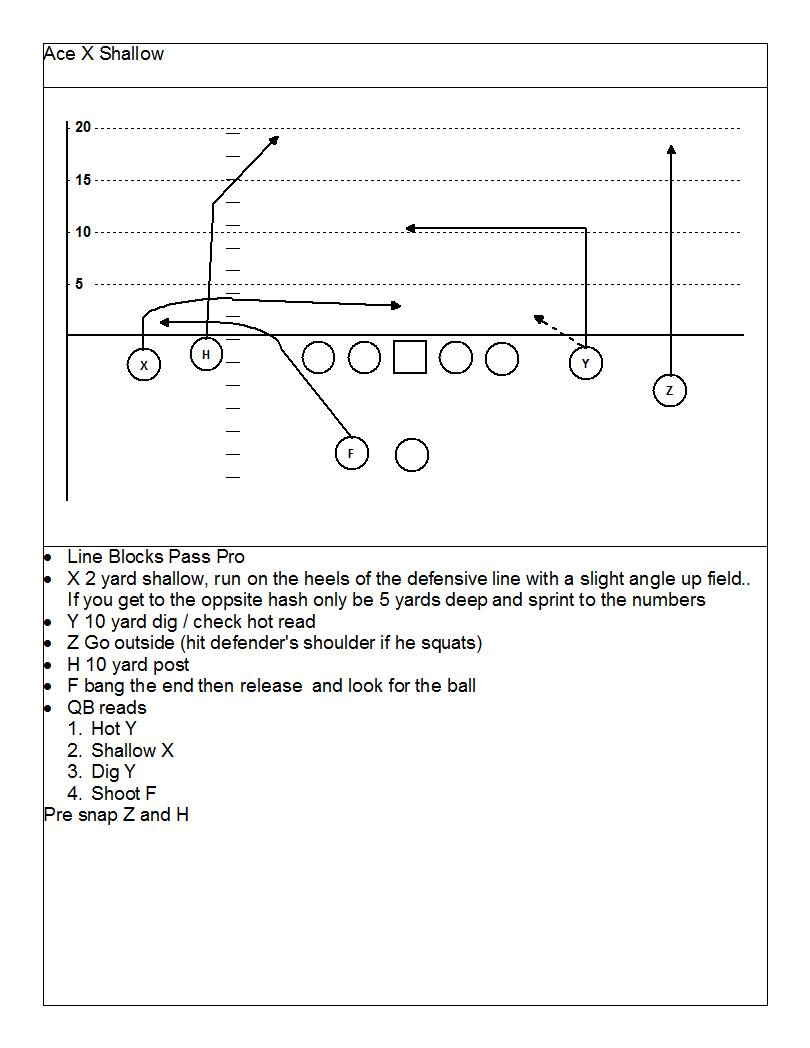 Ace X Shallow
20
15
10
5
X
H
Y
Z
F
• Line Blocks Pass Pro
• X 2 yard shallow, run on the heels of the defensive line with a slight angle up field..
If you get to the oppsite hash only be 5 yards deep and sprint to the numbers
• Y 10 yard dig / check hot read
• Z Go outside (hit defender's shoulder if he squats)
• H 10 yard post
• F bang the end then release and look for the ball
• QB reads
1. Hot Y
2. Shallow X
3. Dig Y
4. Shoot F
Pre snap Z and H